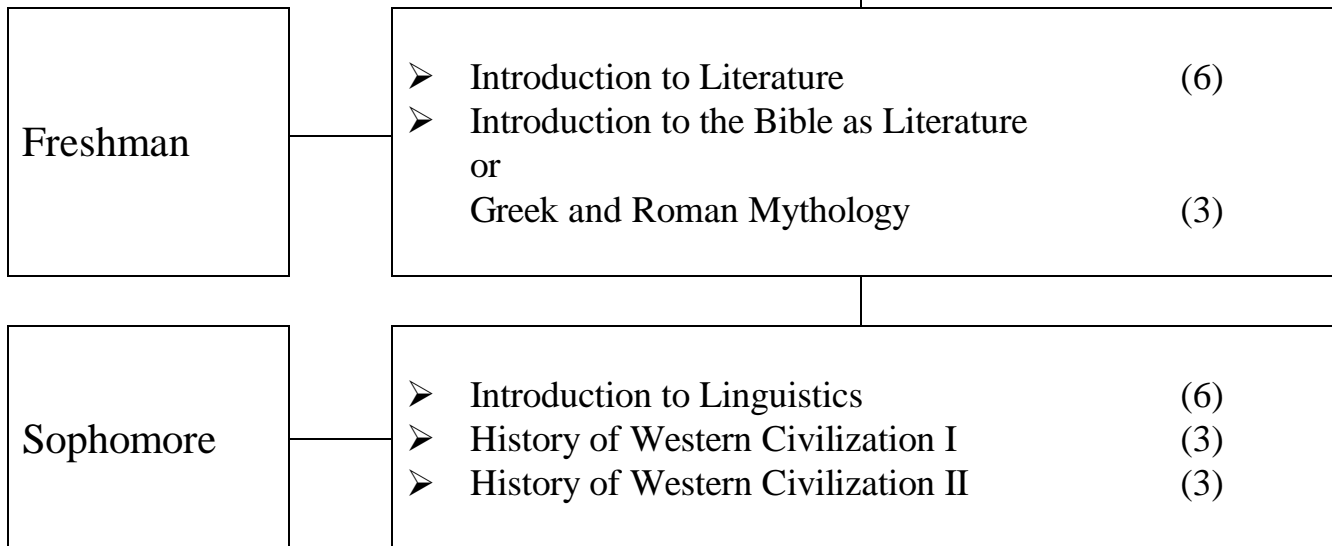 Freshman
➢ Introduction to Literature (6)
➢ Introduction to the Bible as Literature
or
Greek and Roman Mythology (3)
Sophomore
➢ Introduction to Linguistics (6)
➢ History of Western Civilization I (3)
➢ History of Western Civilization II (3)